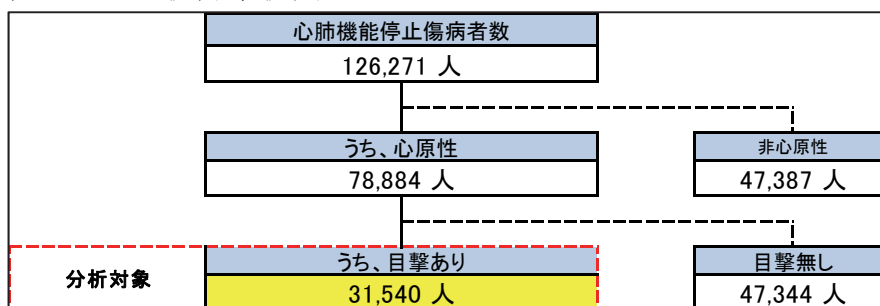 心肺機能停止傷病者数
126,271 人
うち、心原性
非心原性
78,884 人
47,387 人
うち、目撃あり
目撃無し
分析対象
31,540 人
47,344 人